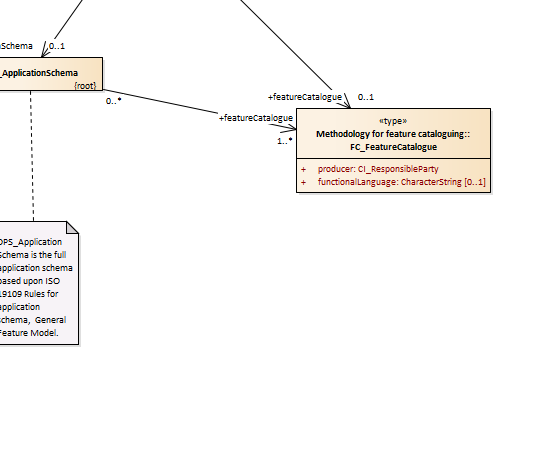 Schema 0..1
_ApplicationSchema
{root}
0..*
+featureCatalogue 0..1
+featureCatalogue
1..*
«type»
Methodology for feature cataloguing::
FC_FeatureCatalogue
+ producer: CI_ResponsibleParty
+ functionalLanguage: CharacterString [0..1]
DPS_Application
Schema is the full
application schema
based upon ISO
19109 Rules for
application
schema, General
Feature Model.